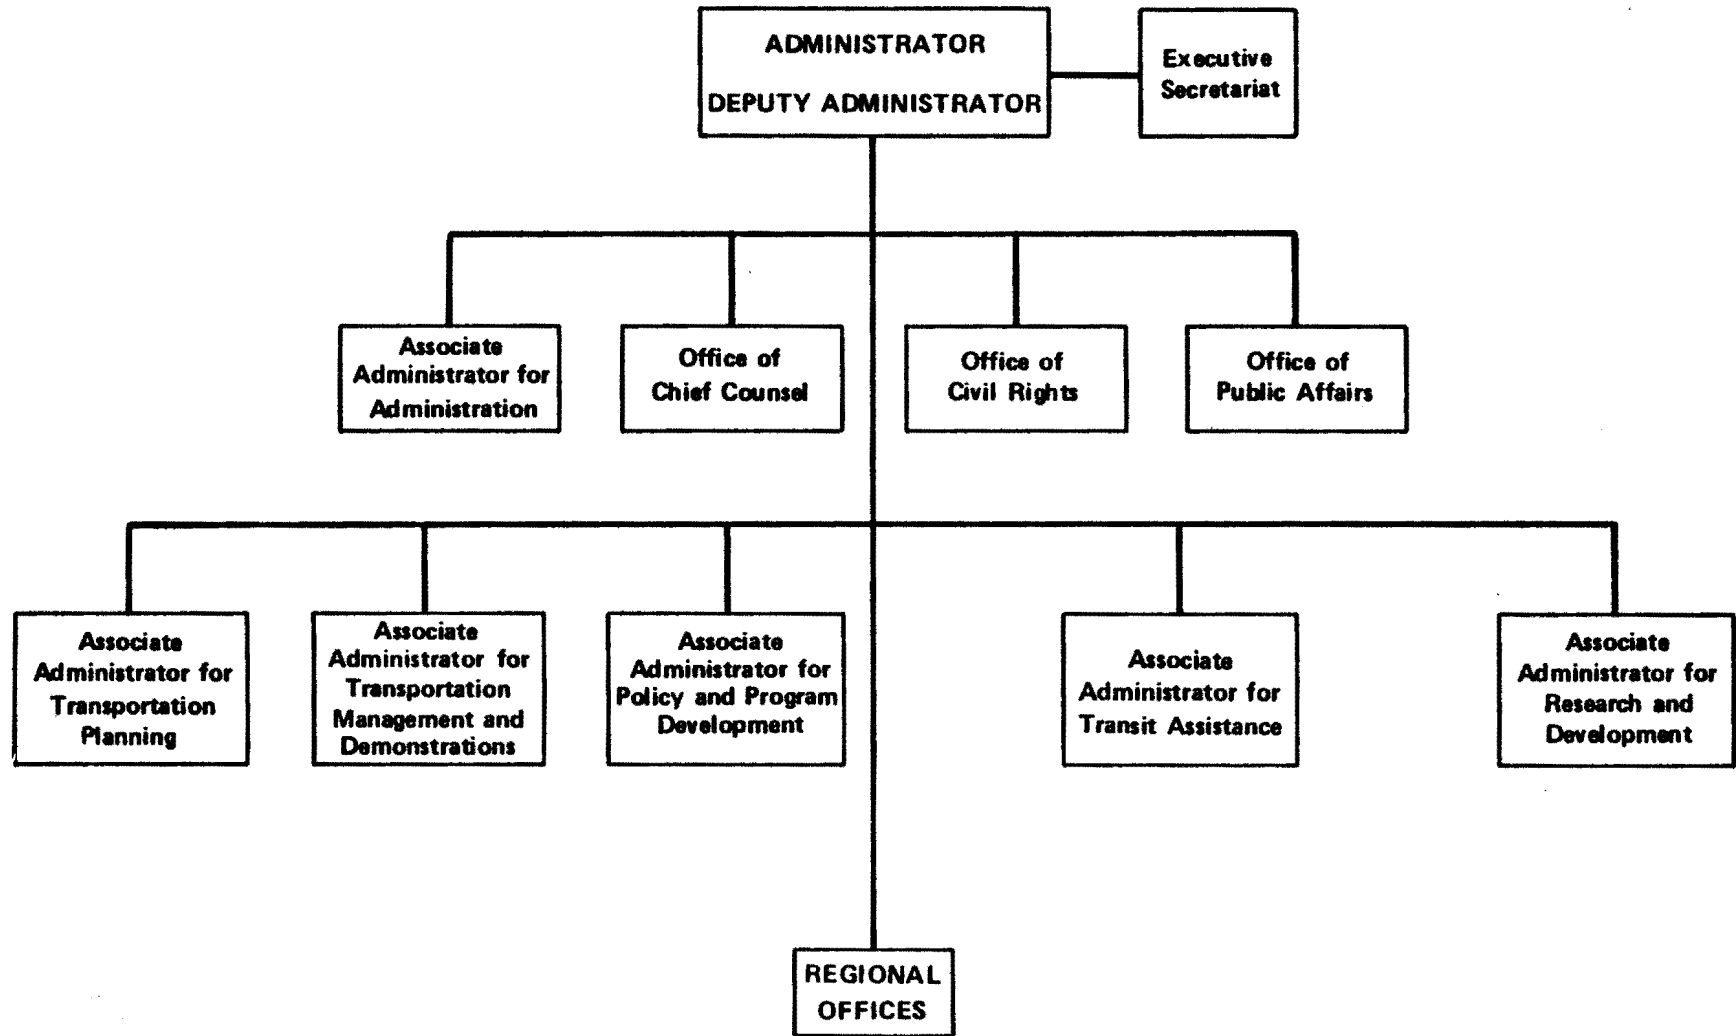 ADMINISTRATOR
DEPUTY ADMINISTRATOR
Executive
Secretariat
Associate
Administrator for
Administration
Office of
Chief Counsel
Office of
Civil Rights
Office of
Public Affairs
Associate
Administrator for
Transportation
Planning
Associate
Administrator for
Transportation
Management and
Demonstrations
Associate
Administrator for
Policy and Program
Development
Associate
Administrator for
Transit Assistance
Associate
Administrator for
Research and
Development
REGIONAL
OFFICES